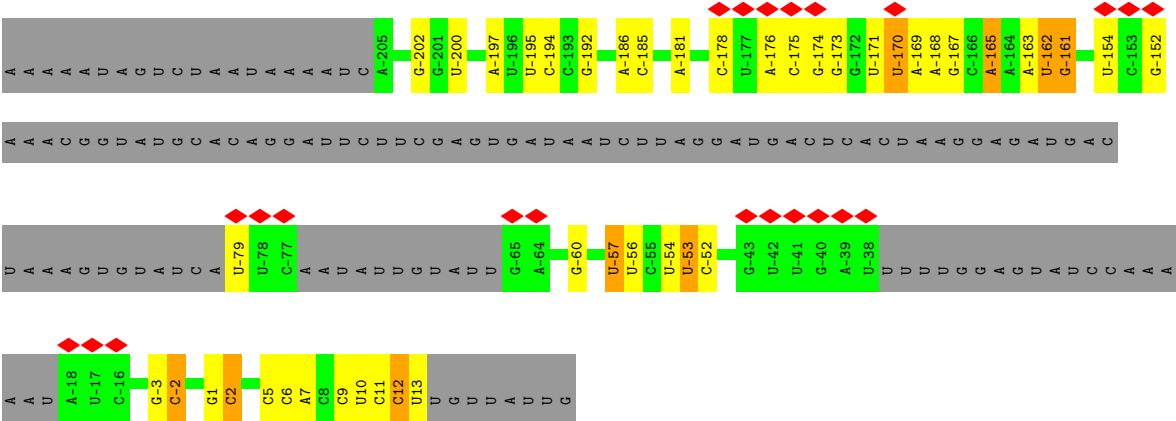 A A A A A U A G U C U A A U A A A A U C A-205 G-202 G-201 U-200 A-197 U-196 U-195 C-194 C-193 G-192 A-186 C-185 A-181 C-178 U-177 A-176 C-175 G-174 G-173 G-172 U-171 U-170 A-169 A-168 G-167 C-166 A-165 A-164 A-163 U-162 G-161 U-154 C-153 G-152
A A A C G G U A U G C A C A G G A U U C U U C G A G U G A U A A U C U U A G G A U G A C U C A C U A A G G A G A U G A C
U A A A G U G U A U C A U-79 U-78 C-77 A A U A U U G U A U U G-65 A-64 G-60 U-57 U-56 C-55 U-54 U-53 C-52 G-43 U-42 U-41 G-40 A-39 U-38 U U U U G G A G U A U C C A A A
A A U A-18 U-17 C-16 G-3 C-2 G1 C2 C5 C6 A7 C8 C9 U10 C11 C12 U13 U G U U A U U G